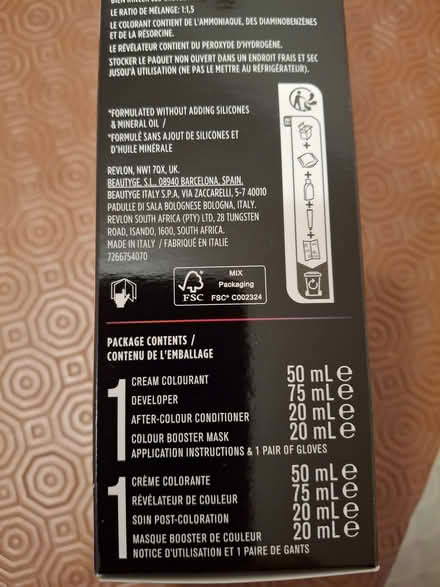 LE RATIO DE MÉLANGE: 1:1,5
LE COLORANT CONTIENT DE L'AMMONIAQUE, DES DIAMINOBENZÈNES
ET DE LA RÉSORCINE.
LE RÉVÉLATEUR CONTIENT DU PEROXYDE D'HYDROGÈNE.
STOCKER LE PAQUET NON OUVERT DANS UN ENDROIT FRAIS ET SEC
JUSQU'À UTILISATION (NE PAS LE METTRE AU RÉFRIGÉRATEUR).
*FORMULATED WITHOUT ADDING SILICONES
& MINERAL OIL /
*FORMULÉ SANS AJOUT DE SILICONES ET
D'HUILE MINÉRALE
REVLON, NW1 7QX, UK.
BEAUTYGE, S.L. 08940 BARCELONA, SPAIN.
BEAUTYGE ITALY S.P.A, VIA ZACCARELLI, 5-7 40010
PADULLE DI SALA BOLOGNESE BOLOGNA, ITALY.
REVLON SOUTH AFRICA (PTY) LTD, 28 TUNGSTEN
ROAD, ISANDO, 1600, SOUTH AFRICA.
MADE IN ITALY / FABRIQUÉ EN ITALIE
7266754070
FSC
MIX
Packaging
FSC® C002324
PACKAGE CONTENTS /
CONTENU DE L'EMBALLAGE
1
CREAM COLOURANT 50 mL e
DEVELOPER 75 mL e
AFTER-COLOUR CONDITIONER 20 mL e
COLOUR BOOSTER MASK 20 mL e
APPLICATION INSTRUCTIONS & 1 PAIR OF GLOVES
1
CRÈME COLORANTE 50 mL e
RÉVÉLATEUR DE COULEUR 75 mL e
SOIN POST-COLORATION 20 mL e
MASQUE BOOSTER DE COULEUR 20 mL e
NOTICE D'UTILISATION ET 1 PAIRE DE GANTS